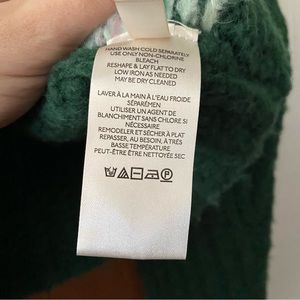 HAND WASH COLD SEPARATELY
USE ONLY NON-CHLORINE
BLEACH
RESHAPE & LAY FLAT TO DRY
LOW IRON AS NEEDED
MAY BE DRY CLEANED
LAVER À LA MAIN À L'EAU FROIDE
SÉPARÉMEN
UTILISER UN AGENT DE
BLANCHIMENT SANS CHLORE SI
NÉCESSAIRE
REMODELER ET SÉCHER À PLAT
REPASSER, AU BESOIN, À TRÈS
BASSE TEMPÉRATURE
PEUT-ÊTRE ÊTRE NETTOYÉE SEC
P